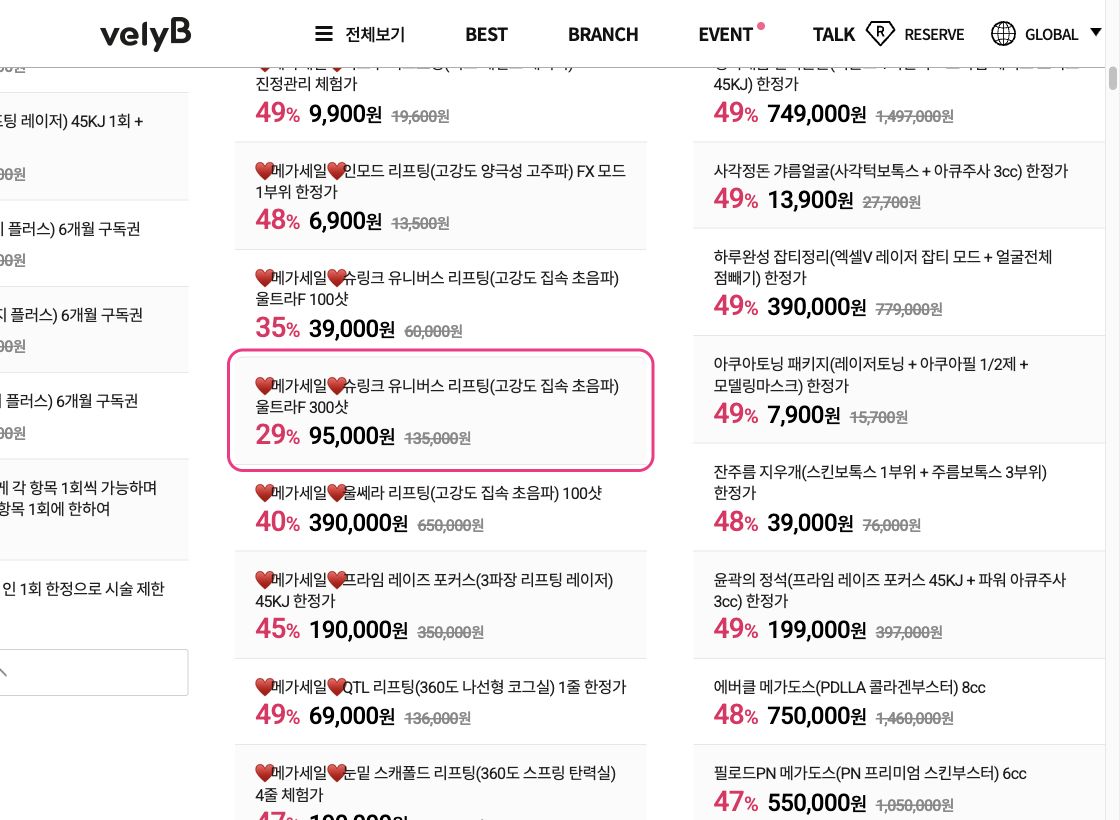 velyB
전체보기
BEST
BRANCH
EVENT
TALK
RESERVE
GLOBAL
팅 레이저) 45KJ 1회 +
플러스) 6개월 구독권
지 플러스) 6개월 구독권
플러스) 6개월 구독권
각 항목 1회씩 가능하며
항목 1회에 한하여
인 1회 한정으로 시술 제한
진정관리 체험가
49% 9,900원 19,600원
❤️메가세일❤️인모드 리프팅(고강도 양극성 고주파) FX 모드
1부위 한정가
48% 6,900원 13,500원
❤️메가세일❤️슈링크 유니버스 리프팅(고강도 집속 초음파)
울트라F 100샷
35% 39,000원 60,000원
❤️메가세일❤️슈링크 유니버스 리프팅(고강도 집속 초음파)
울트라F 300샷
29% 95,000원 135,000원
❤️메가세일❤️울쎄라 리프팅(고강도 집속 초음파) 100샷
40% 390,000원 650,000원
❤️메가세일❤️프라임 레이즈 포커스(3파장 리프팅 레이저)
45KJ 한정가
45% 190,000원 350,000원
❤️메가세일❤️QTL 리프팅(360도 나선형 코그실) 1줄 한정가
49% 69,000원 136,000원
❤️메가세일❤️눈밑 스캐폴드 리프팅(360도 스프링 탄력실)
4줄 체험가
45KJ) 한정가
49% 749,000원 1,497,000원
사각정돈 갸름얼굴(사각턱보톡스 + 아큐주사 3cc) 한정가
49% 13,900원 27,700원
하루완성 잡티정리(엑셀V 레이저 잡티 모드 + 얼굴전체
점빼기) 한정가
49% 390,000원 779,000원
아쿠아토닝 패키지(레이저토닝 + 아쿠아필 1/2제 +
모델링마스크) 한정가
49% 7,900원 15,700원
잔주름 지우개(스킨보톡스 1부위 + 주름보톡스 3부위)
한정가
48% 39,000원 76,000원
윤곽의 정석(프라임 레이즈 포커스 45KJ + 파워 아큐주사
3cc) 한정가
49% 199,000원 397,000원
에버클 메가도스(PDLLA 콜라겐부스터) 8cc
48% 750,000원 1,460,000원
필로드PN 메가도스(PN 프리미엄 스킨부스터) 6cc
47% 550,000원 1,050,000원